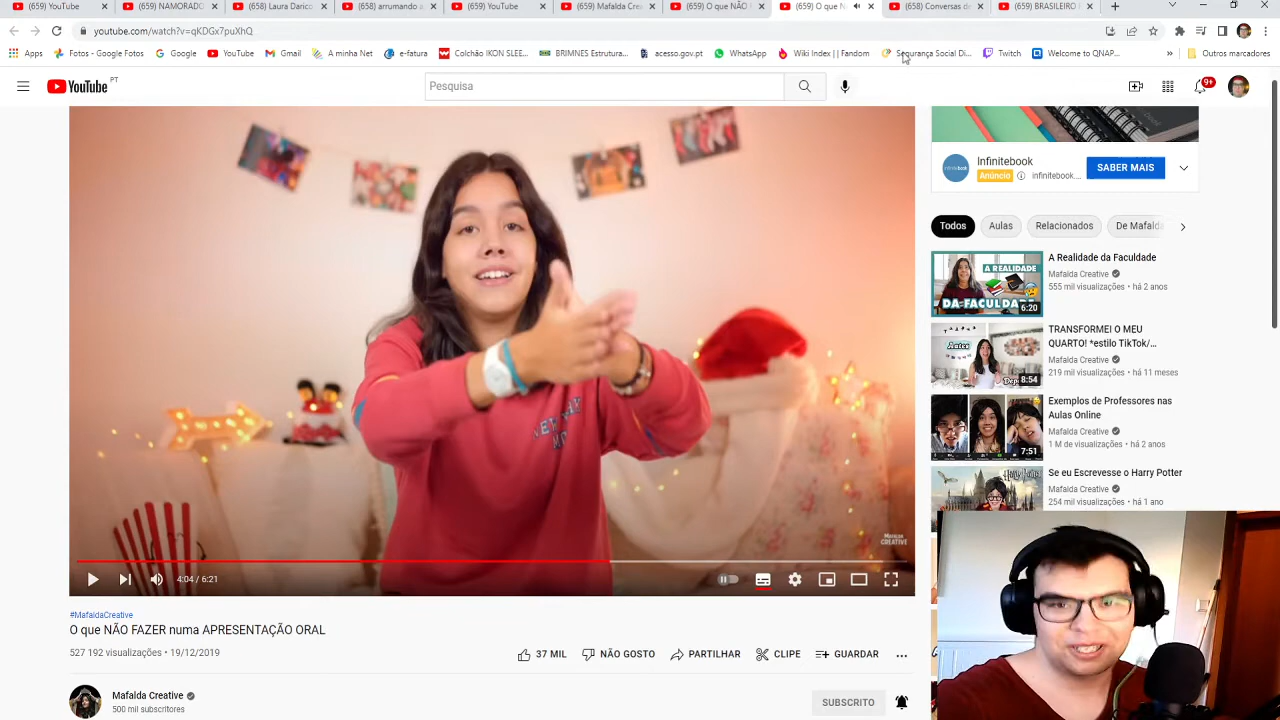 (659) YouTube
(659) NAMORADO
(658) Laura Darico
(658) arrumando a
(659) YouTube
(659) Mafalda Cre
(659) O que NÃO
(659) O que N
(658) Conversas de
(659) BRASILEIRO
youtube.com/watch?v=qKDGx7puXhQ
Apps
Fotos - Google Fotos
Google
YouTube
Gmail
A minha Net
e-fatura
Colchão IKON SLEE...
BRIMNES Estrutura...
acesso.gov.pt
WhatsApp
Wiki Index | | Fandom
Segurança Social Di...
Twitch
Welcome to QNAP...
»
Outros marcadores
YouTube PT
Pesquisa
9+
NEW YORK
MAFALDA
CREATIVE
4:04 / 6:21
#MafaldaCreative
O que NÃO FAZER numa APRESENTAÇÃO ORAL
527 192 visualizações • 19/12/2019
37 MIL
NÃO GOSTO
PARTILHAR
CLIPE
GUARDAR
Mafalda Creative
500 mil subscritores
SUBSCRITO
Infinitebook
Anúncio
infinitebook....
SABER MAIS
Todos
Aulas
Relacionados
De Mafalda
A REALIDADE
DA FACULDADE
6:20
A Realidade da Faculdade
Mafalda Creative
555 mil visualizações • há 2 anos
Antes
Depois
8:54
TRANSFORMEI O MEU
QUARTO! *estilo TikTok/...
Mafalda Creative
219 mil visualizações • há 11 meses
7:51
Exemplos de Professores nas
Aulas Online
Mafalda Creative
1 M de visualizações • há 2 anos
Harry Potter
Se eu Escrevesse o Harry Potter
Mafalda Creative
254 mil visualizações • há 1 ano